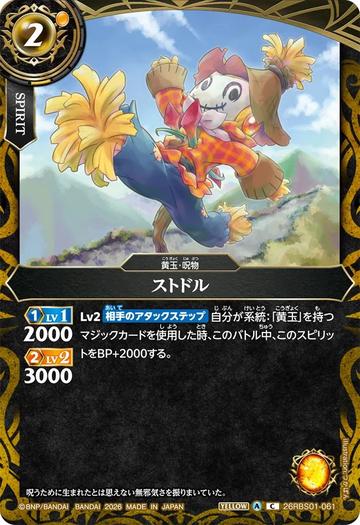 2
SPIRIT
黄玉・呪物
ストドル
1 LV1
2000
2 LV2
3000
Lv2 相手のアタックステップ 自分が系統：「黄玉」を持つ
マジックカードを使用した時、このバトル中、このスピリッ
トをBP+2000する。
呪うために生まれたとは思えない無邪気さを振りまいていた。
©BNP/BANDAI ©BANDAI 2026 MADE IN JAPAN
YELLOW A C 26RBS01-061